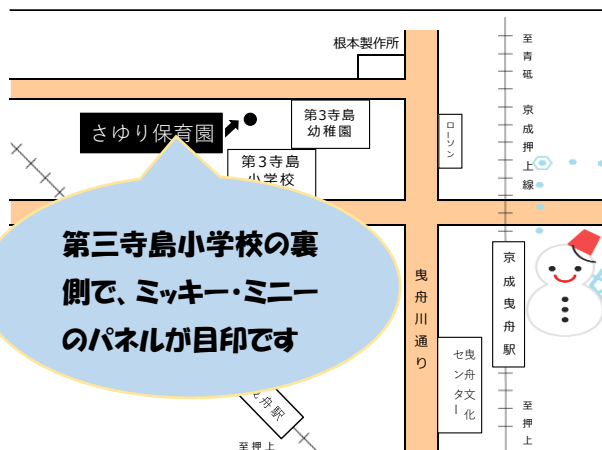 根本製作所
至青砥
京成押上線
さゆり保育園
第3寺島
幼稚園
ローソン
第3寺島
小学校
第三寺島小学校の裏
側で、ミッキー・ミニー
のパネルが目印です
曳舟川通り
京成曳舟駅
曳舟文化
センター
舟駅
至押上
至押上